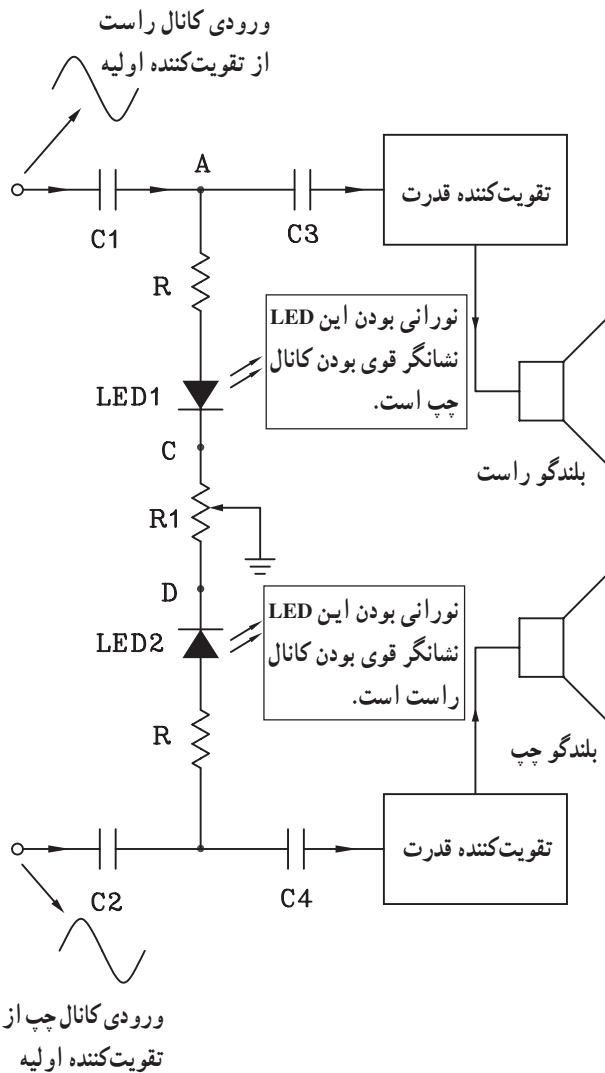 ورودی کانال راست
از تقویت‌کننده اولیه
A
C1
C3
تقویت‌کننده قدرت
R
نورانی بودن این LED
نشانگر قوی بودن کانال
چپ است.
LED1
C
بلندگو راست
R1
D
نورانی بودن این LED
نشانگر قوی بودن کانال
راست است.
LED2
R
بلندگو چپ
تقویت‌کننده قدرت
C2
C4
ورودی کانال چپ از
تقویت‌کننده اولیه